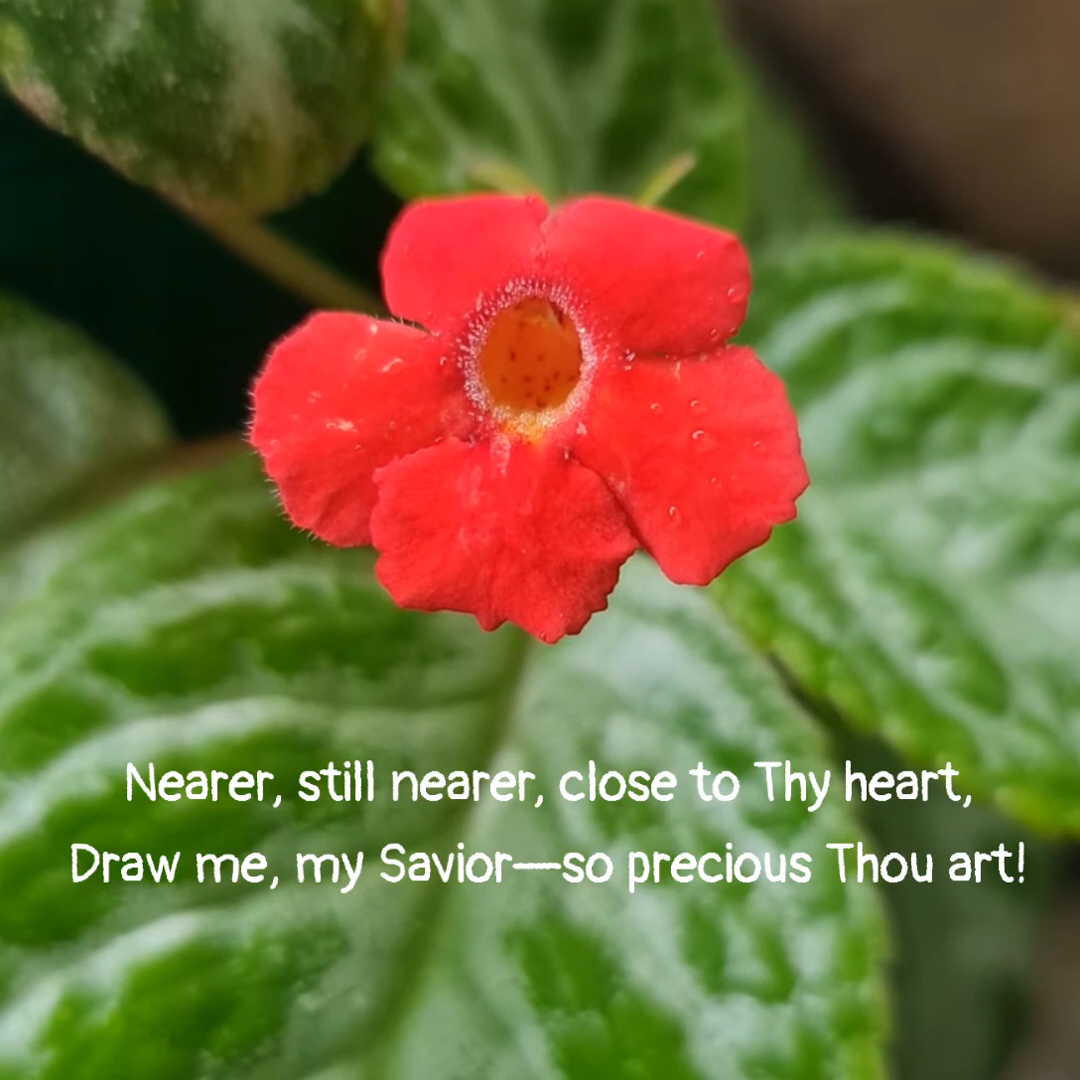 Nearer, still nearer, close to Thy heart,
Draw me, my Savior—so precious Thou art!